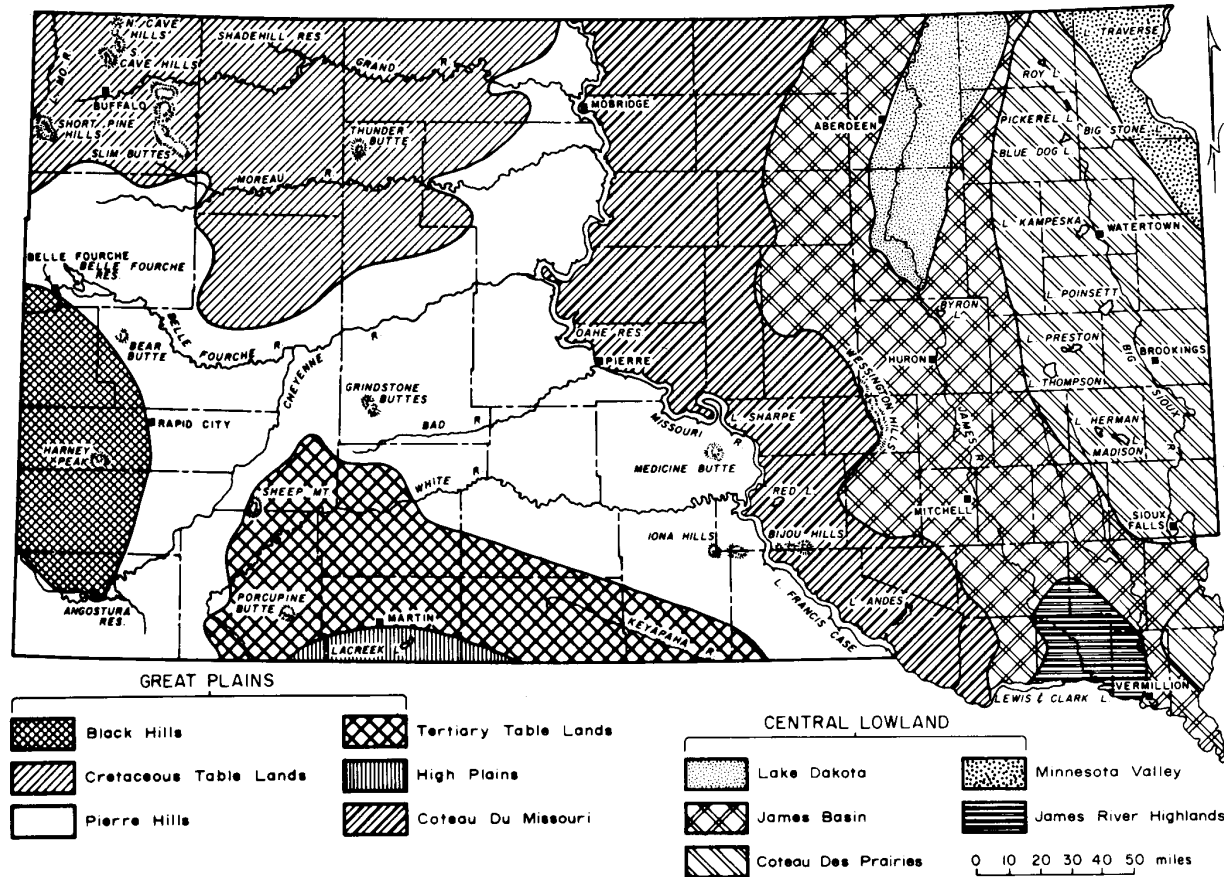 N. CAVE
HILLS
S.
CAVE HILLS
SHADEHILL RES.
GRAND
R.
L. MO R.
BUFFALO
SHORT PINE
HILLS
SLIM BUTTES
THUNDER
BUTTE
MOREAU
R.
MOBRIDGE
ABERDEEN
L. TRAVERSE
ROY L.
PICKEREL L.
BIG STONE L.
BLUE DOG L.
L. KAMPESKA
WATERTOWN
BELLE FOURCHE
BELLE FOURCHE
RES.
BEAR
BUTTE
BELLE
FOURCHE
R.
CHEYENNE
R.
OAHE RES.
PIERRE
BYRON
L.
L. POINSETT
L. PRESTON
BIG
SIOUX
R.
BROOKINGS
HURON
L. THOMPSON
WESSINGTON HILLS
JAMES R.
GRINDSTONE
BUTTES
BAD
R.
RAPID CITY
HARNEY
PEAK
MISSOURI
R.
L. SHARPE
MEDICINE BUTTE
L. HERMAN
L.
MADISON
SHEEP MT.
WHITE
R.
RED L.
MITCHELL
SIOUX
FALLS
IONA HILLS
BIJOU HILLS
ANGOSTURA
RES.
PORCUPINE
BUTTE
MARTIN
LACREEK L.
KEYAPAHA
R.
L. FRANCIS CASE
L. ANDES
VERMILLION
LEWIS & CLARK L.
GREAT PLAINS
Black Hills
Cretaceous Table Lands
Pierre Hills
Tertiary Table Lands
High Plains
Coteau Du Missouri
CENTRAL LOWLAND
Lake Dakota
James Basin
Coteau Des Prairies
Minnesota Valley
James River Highlands
0 10 20 30 40 50 miles